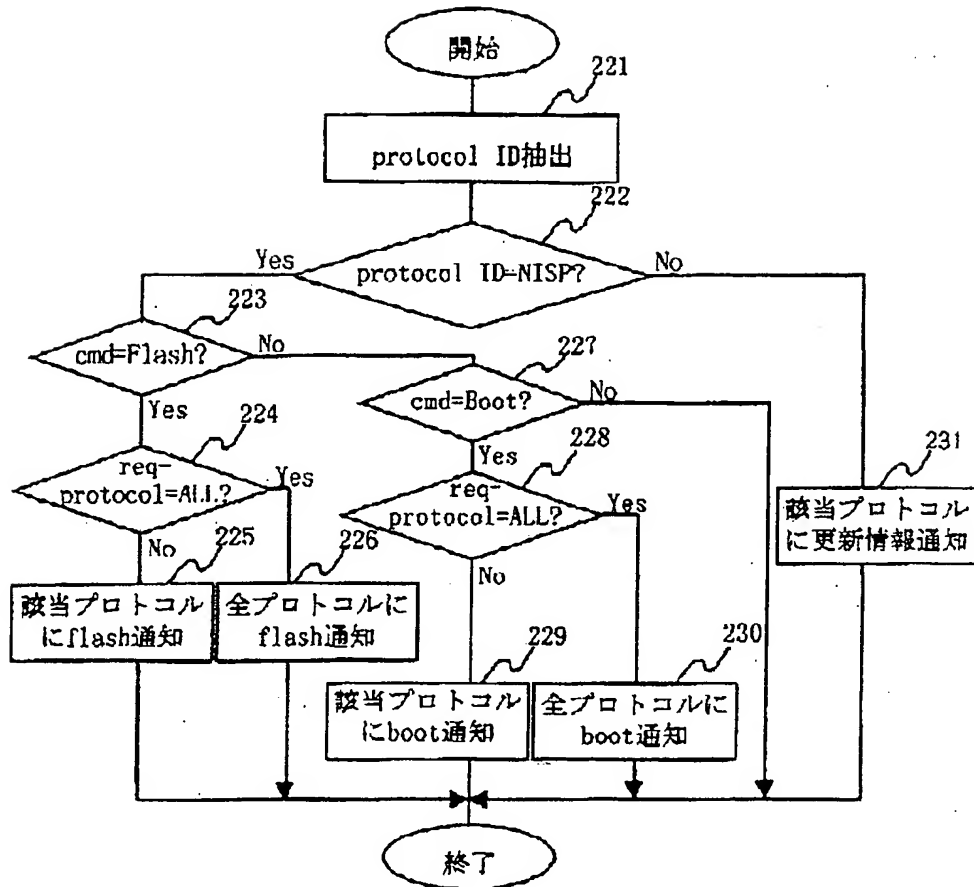 開始
221
protocol ID抽出
222
Yes
protocol ID=NISP?
No
223
cmd=Flash?
No
227
cmd=Boot?
No
Yes
224
Yes
228
231
req-
protocol=ALL?
Yes
req-
protocol=ALL?
Yes
該当プロトコル
に更新情報通知
No
225
226
No
該当プロトコル
にflash通知
全プロトコルに
flash通知
229
230
該当プロトコル
にboot通知
全プロトコルに
boot通知
終了